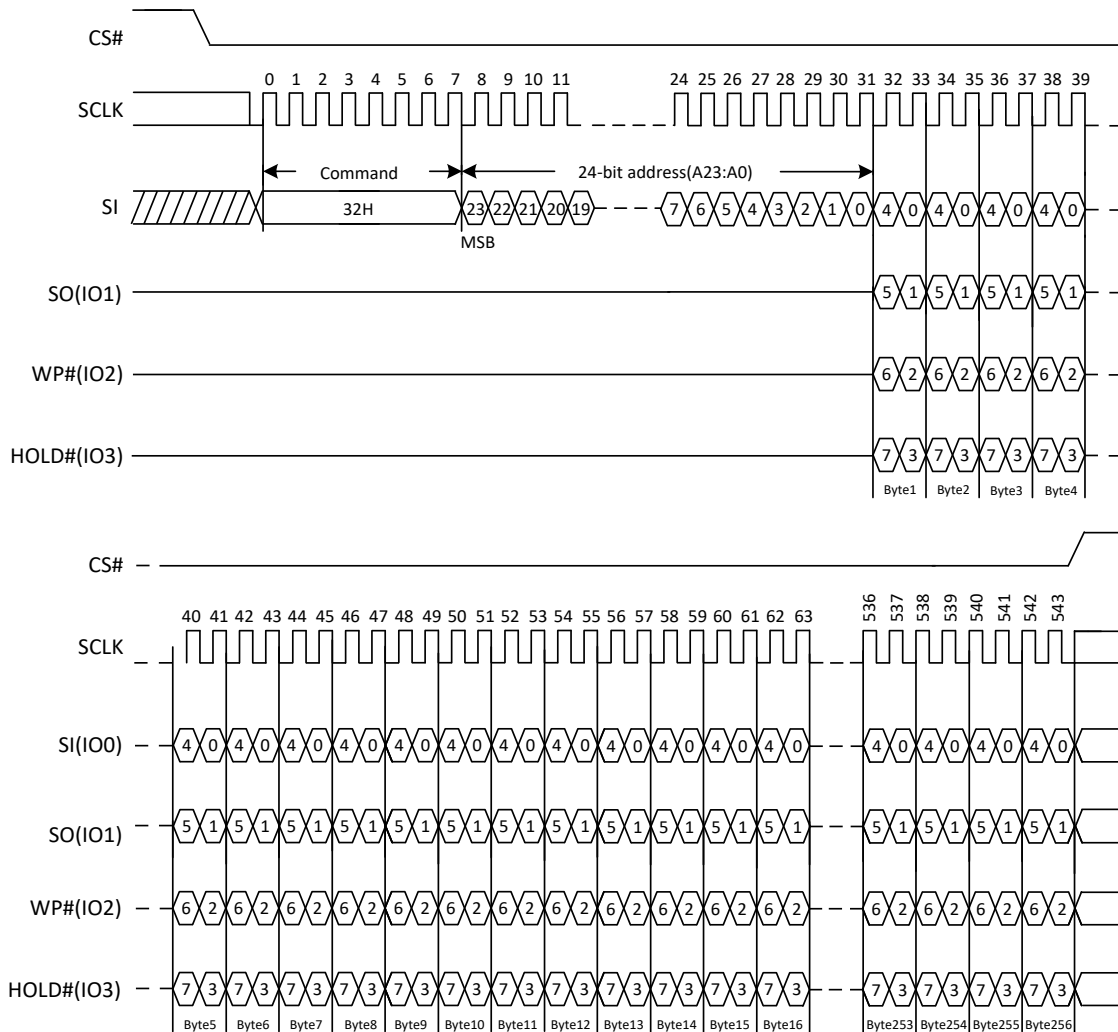 CS#
0 1 2 3 4 5 6 7 8 9 10 11 24 25 26 27 28 29 30 31 32 33 34 35 36 37 38 39
SCLK
Command 24-bit address(A23:A0)
SI 32H 23 22 21 20 19 7 6 5 4 3 2 1 0 4 0 4 0 4 0 4 0
MSB
SO(IO1) 5 1 5 1 5 1 5 1
WP#(IO2) 6 2 6 2 6 2 6 2
HOLD#(IO3) 7 3 7 3 7 3 7 3
Byte1 Byte2 Byte3 Byte4
CS#
40 41 42 43 44 45 46 47 48 49 50 51 52 53 54 55 56 57 58 59 60 61 62 63 536 537 538 539 540 541 542 543
SCLK
SI(IO0) 4 0 4 0 4 0 4 0 4 0 4 0 4 0 4 0 4 0 4 0 4 0 4 0 4 0 4 0 4 0 4 0
SO(IO1) 5 1 5 1 5 1 5 1 5 1 5 1 5 1 5 1 5 1 5 1 5 1 5 1 5 1 5 1 5 1 5 1
WP#(IO2) 6 2 6 2 6 2 6 2 6 2 6 2 6 2 6 2 6 2 6 2 6 2 6 2 6 2 6 2 6 2 6 2
HOLD#(IO3) 7 3 7 3 7 3 7 3 7 3 7 3 7 3 7 3 7 3 7 3 7 3 7 3 7 3 7 3 7 3 7 3
Byte5 Byte6 Byte7 Byte8 Byte9 Byte10 Byte11 Byte12 Byte13 Byte14 Byte15 Byte16 Byte253 Byte254 Byte255 Byte256